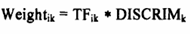 Weightik = TFik * DISCRIMk